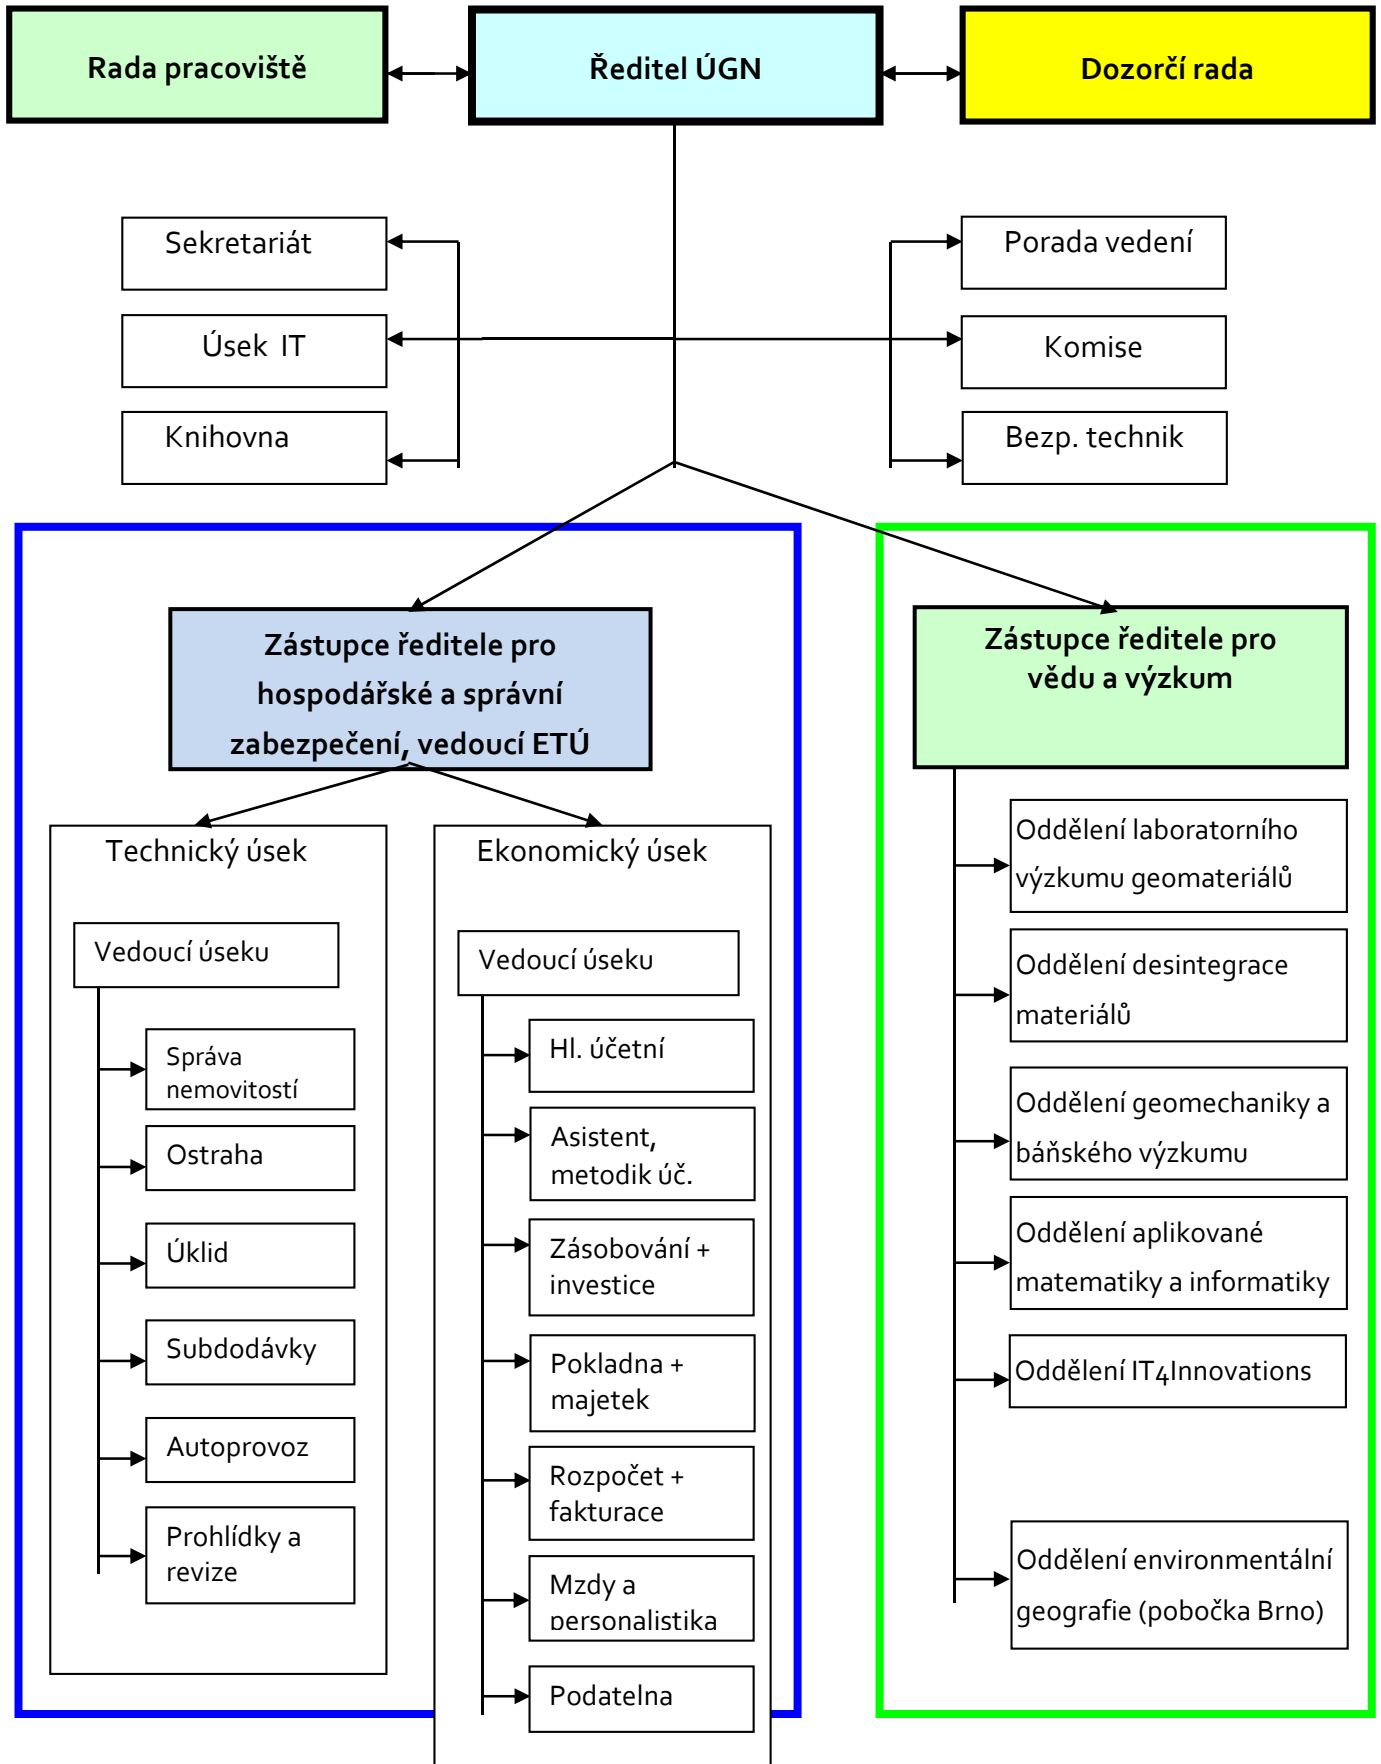 Rada pracoviště
Ředitel ÚGN
Dozorčí rada
Sekretariát
Úsek IT
Knihovna
Porada vedení
Komise
Bezp. technik
Zástupce ředitele pro
hospodářské a správní
zabezpečení, vedoucí ETÚ
Technický úsek
Vedoucí úseku
Správa
nemovitostí
Ostraha
Úklid
Subdodávky
Autoprovoz
Prohlídky a
revize
Ekonomický úsek
Vedoucí úseku
Hl. účetní
Asistent,
metodik úč.
Zásobování +
investice
Pokladna +
majetek
Rozpočet +
fakturace
Mzdy a
personalistika
Podatelna
Zástupce ředitele pro
vědu a výzkum
Oddělení laboratorního
výzkumu geomateriálů
Oddělení desintegrace
materiálů
Oddělení geomechaniky a
báňského výzkumu
Oddělení aplikované
matematiky a informatiky
Oddělení IT4Innovations
Oddělení environmentální
geografie (pobočka Brno)